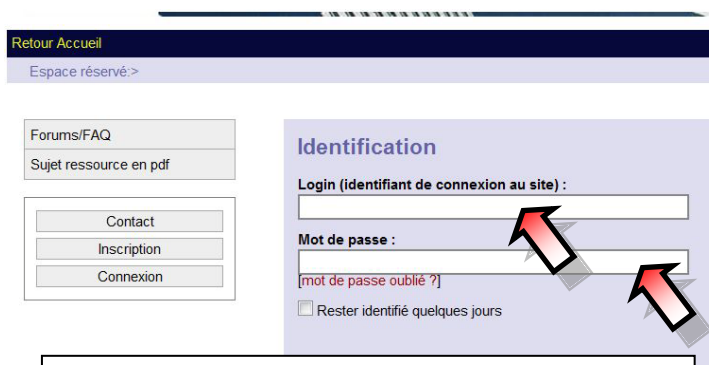 Retour Accueil
Espace réservé:>
Forums/FAQ
Sujet ressource en pdf
Contact
Inscription
Connexion
Identification
Login (identifiant de connexion au site) :
Mot de passe :
[mot de passe oublié ?]
Rester identifié quelques jours